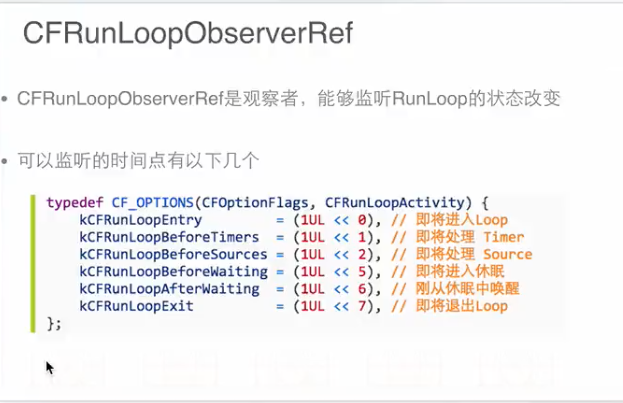 CFRunLoopObserverRef
• CFRunLoopObserverRef是观察者，能够监听RunLoop的状态改变
• 可以监听的时间点有以下几个
typedef CF_OPTIONS(CFOptionFlags, CFRunLoopActivity) {
    kCFRunLoopEntry         = (1UL << 0), // 即将进入Loop
    kCFRunLoopBeforeTimers  = (1UL << 1), // 即将处理 Timer
    kCFRunLoopBeforeSources = (1UL << 2), // 即将处理 Source
    kCFRunLoopBeforeWaiting = (1UL << 5), // 即将进入休眠
    kCFRunLoopAfterWaiting  = (1UL << 6), // 刚从休眠中唤醒
    kCFRunLoopExit          = (1UL << 7), // 即将退出Loop
};